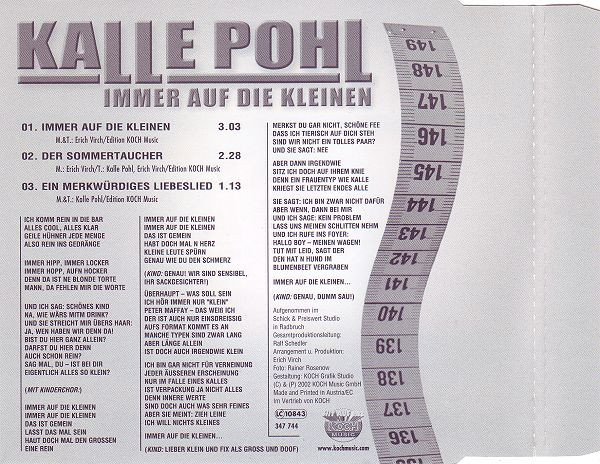 KALLE POHL
IMMER AUF DIE KLEINEN
01. IMMER AUF DIE KLEINEN 3.03
M.&T.: Erich Virch/Edition KOCH Music
02. DER SOMMERTAUCHER 2.28
M.: Erich Virch/T.: Kalle Pohl, Erich Virch/Edition KOCH Music
03. EIN MERKWÜRDIGES LIEBESLIED 1.13
M.&T.: Kalle Pohl/Edition KOCH Music
ICH KOMM REIN IN DIE BAR
ALLES COOL, ALLES KLAR
GEILE HÜHNER JEDE MENGE
ALSO REIN INS GEDRÄNGE
IMMER HIPP, IMMER LOCKER
IMMER HOPP, AUFN HOCKER
DENN DA IST NE BLONDE TORTE
MANN, DA FEHLEN MIR DIE WORTE
UND ICH SAG: SCHÖNES KIND
NA, WIE WÄRS MITM DRINK?
UND SIE STREICHT MIR ÜBERS HAAR:
JA, WEN HABEN WIR DENN DA!
BIST DU HIER GANZ ALLEIN?
DARFST DU HIER DENN
AUCH SCHON REIN?
SAG MAL, DU – IST BEI DIR
EIGENTLICH ALLES SO KLEIN?
(MIT KINDERCHOR:)
IMMER AUF DIE KLEINEN
IMMER AUF DIE KLEINEN
DAS IST GEMEIN
LASST DAS MAL SEIN
HAUT DOCH MAL DEN GROSSEN
EINE REIN
IMMER AUF DIE KLEINEN
IMMER AUF DIE KLEINEN
DAS IST GEMEIN
HABT DOCH MAL N HERZ
KLEINE LEUTE SPÜRN
GENAU WIE DU DEN SCHMERZ
(KIND: GENAU! WIR SIND SENSIBEL,
IHR SACKGESICHTER!)
ÜBERHAUPT – WAS SOLL SEIN
ICH HÖR IMMER NUR "KLEIN"
PETER MAFFAY – DAS WEIß ICH
DER IST AUCH NUR EINSOREISSIG
AUFS FORMAT KOMMT ES AN
MANCHE TYPEN SIND ZWAR LANG
ABER LÄNGE ALLEIN
IST DOCH AUCH IRGENDWIE KLEIN
ICH BIN GAR NICHT FÜR VERNEINUNG
JEDER ÄUSSEREN ERSCHEINUNG
NUR IM FALLE EINES KALLES
IST VERPACKUNG JA NICHT ALLES
DENN INNERE WERTE
SIND DOCH AUCH WAS SEHR FEINES
ABER SIE MEINT: ZIEH LEINE
ICH WILL NICHTS KLEINES
IMMER AUF DIE KLEINEN...
(KIND: LIEBER KLEIN UND FIX ALS GROSS UND DOOF)
MERKST DU GAR NICHT, SCHÖNE FEE
DASS ICH TIERISCH AUF DICH STEH
SIND WIR NICHT EIN TOLLES PAAR?
UND SIE SAGT: NEE
ABER DANN IRGENDWIE
SITZ ICH DOCH AUF IHREM KNIE
DENN EIN FRAUENTYP WIE KALLE
KRIEGT SIE LETZTEN ENDES ALLE
SIE SAGT: ICH BIN ZWAR NICHT DAFÜR
ABER WENN, DANN BEI MIR
UND ICH SAGE: KEIN PROBLEM
LASS UNS MEINEN SCHLITTEN NEHM
UND ICH RUFE INS FOYER:
HALLO BOY – MEINEN WAGEN!
TUT MIR LEID, SAGT DER
DEN HAT N HUND IM
BLUMENBEET VERGRABEN
IMMER AUF DIE KLEINEN...
(KIND: GENAU, DUMM SAU!)
Aufgenommen im
Schick & Preiswert Studio
in Radbruch
Gesamtproduktionsleitung:
Ralf Schedler
Arrangement u. Produktion:
Erich Virch
Foto: Rainer Rosenow
Gestaltung: KOCH Grafik Studio
(C) & (P) 2002 KOCH Music GmbH
Made and Printed in Austria/EC
Im Vertrieb von KOCH
LC 10843
347 744
KOCH
MUSIC
www.kochmusic.com
149
148
147
146
145
144
143
142
141
140
139
138
137
136